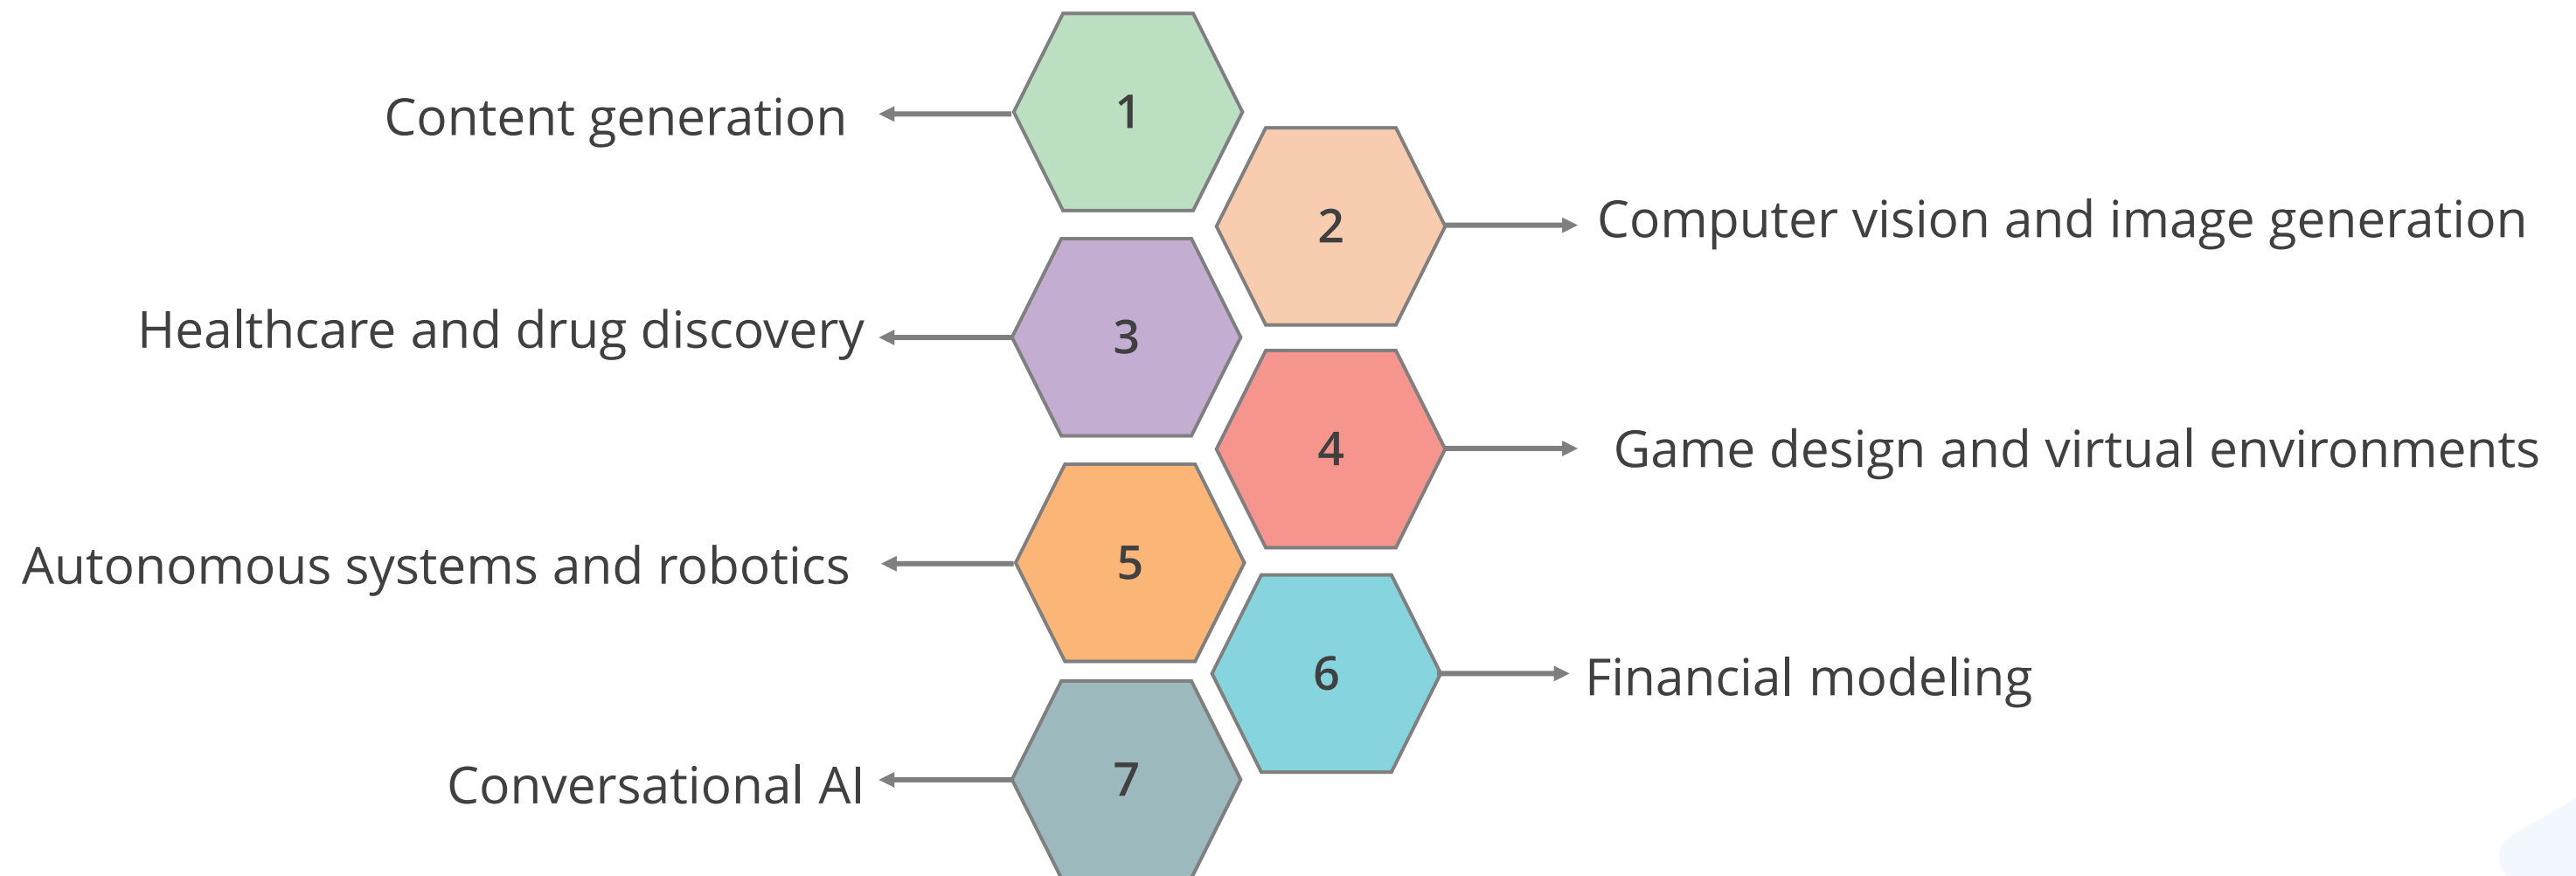 1
Content generation
2
Computer vision and image generation
3
Healthcare and drug discovery
4
Game design and virtual environments
5
Autonomous systems and robotics
6
Financial modeling
7
Conversational AI